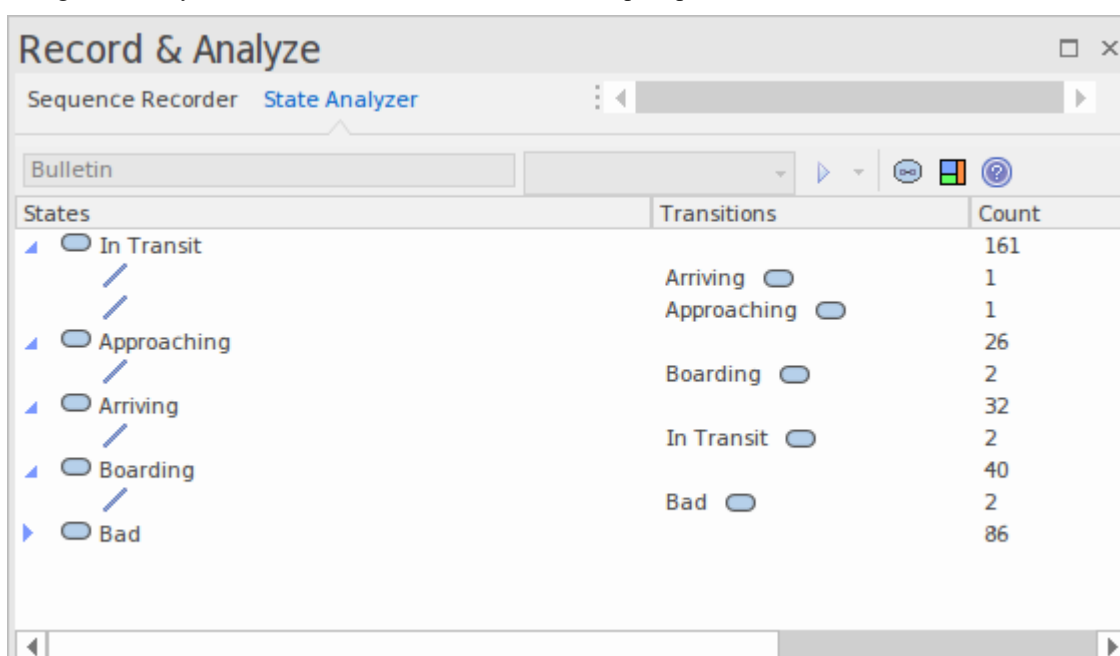 Record & Analyze
Sequence Recorder State Analyzer
Bulletin
States Transitions Count
In Transit 161
Arriving 1
Approaching 1
Approaching 26
Boarding 2
Arriving 32
In Transit 2
Boarding 40
Bad 2
Bad 86